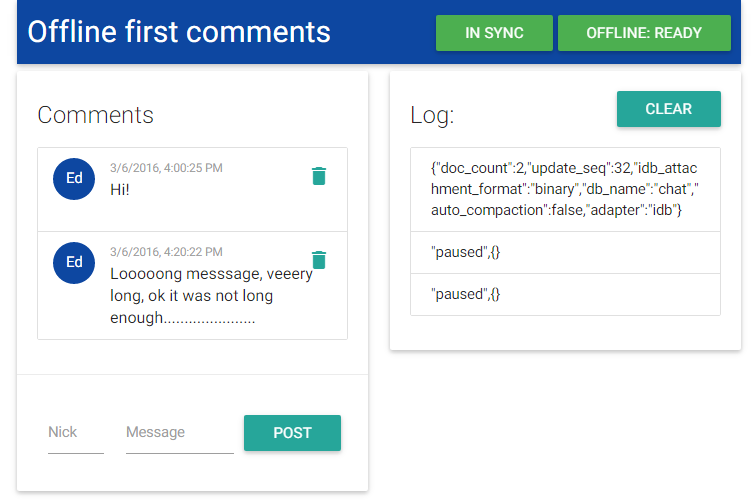 Offline first comments
IN SYNC
OFFLINE: READY
Comments
Ed
3/6/2016, 4:00:25 PM
Hi!
Ed
3/6/2016, 4:20:22 PM
Looooong messsage, veeery
long, ok it was not long
enough......................
Nick
Message
POST
Log:
CLEAR
{"doc_count":2,"update_seq":32,"idb_attac
hment_format":"binary","db_name":"chat","
auto_compaction":false,"adapter":"idb"}
"paused",{}
"paused",{}